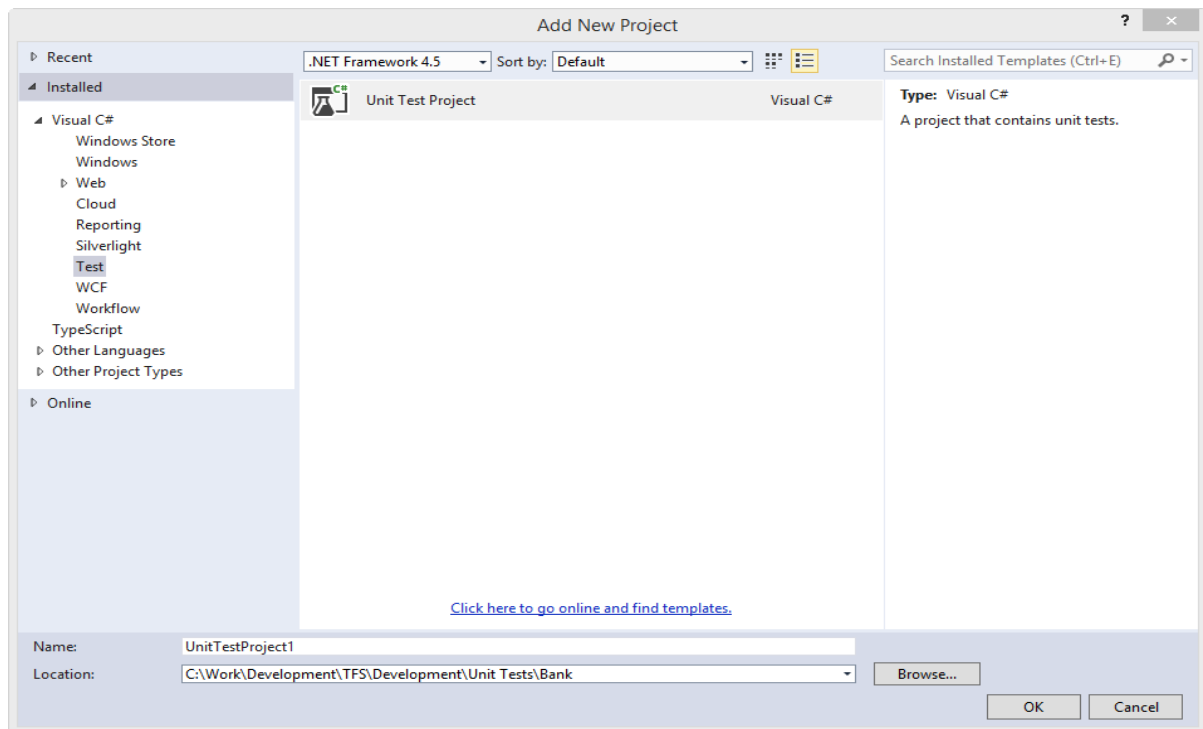 Add New Project
?
Recent
Installed
Visual C#
Windows Store
Windows
Web
Cloud
Reporting
Silverlight
Test
WCF
Workflow
TypeScript
Other Languages
Other Project Types
Online
.NET Framework 4.5 Sort by: Default
C#
Unit Test Project Visual C#
Click here to go online and find templates.
Search Installed Templates (Ctrl+E)
Type: Visual C#
A project that contains unit tests.
Name: UnitTestProject1
Location: C:\Work\Development\TFS\Development\Unit Tests\Bank
Browse...
OK Cancel